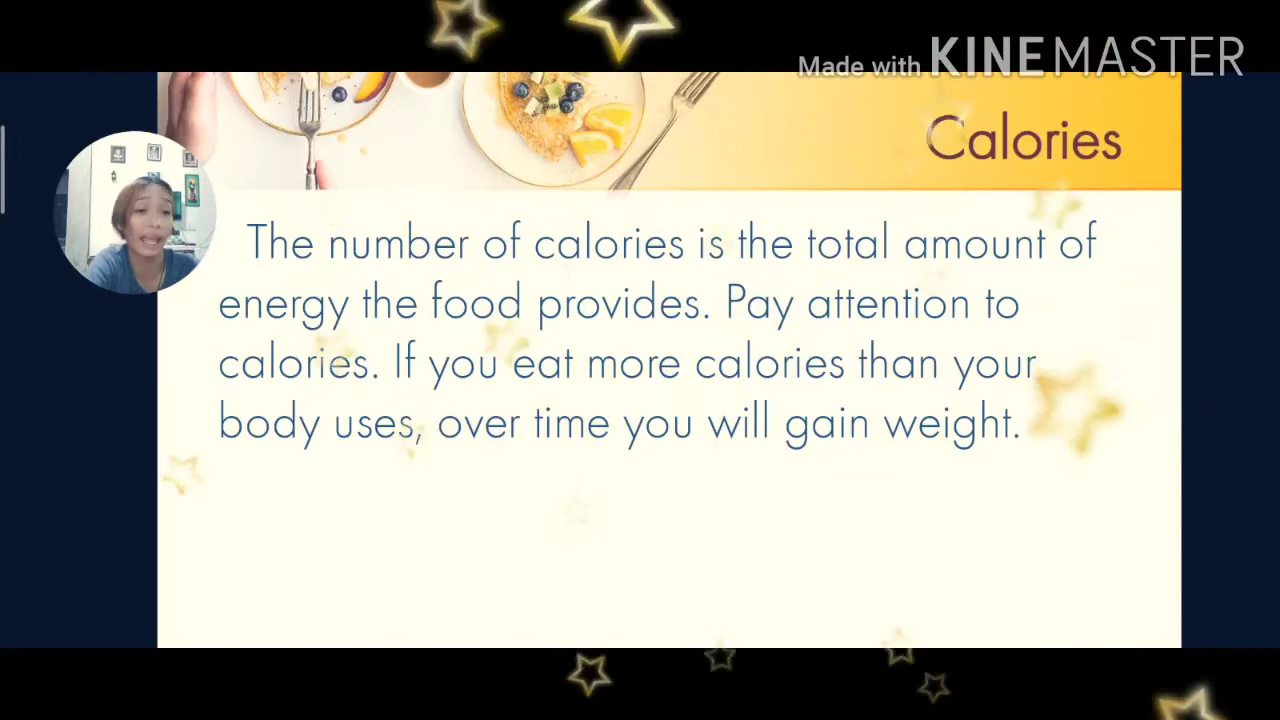 Made with KINEMASTER
Calories
The number of calories is the total amount of
energy the food provides. Pay attention to
calories. If you eat more calories than your
body uses, over time you will gain weight.